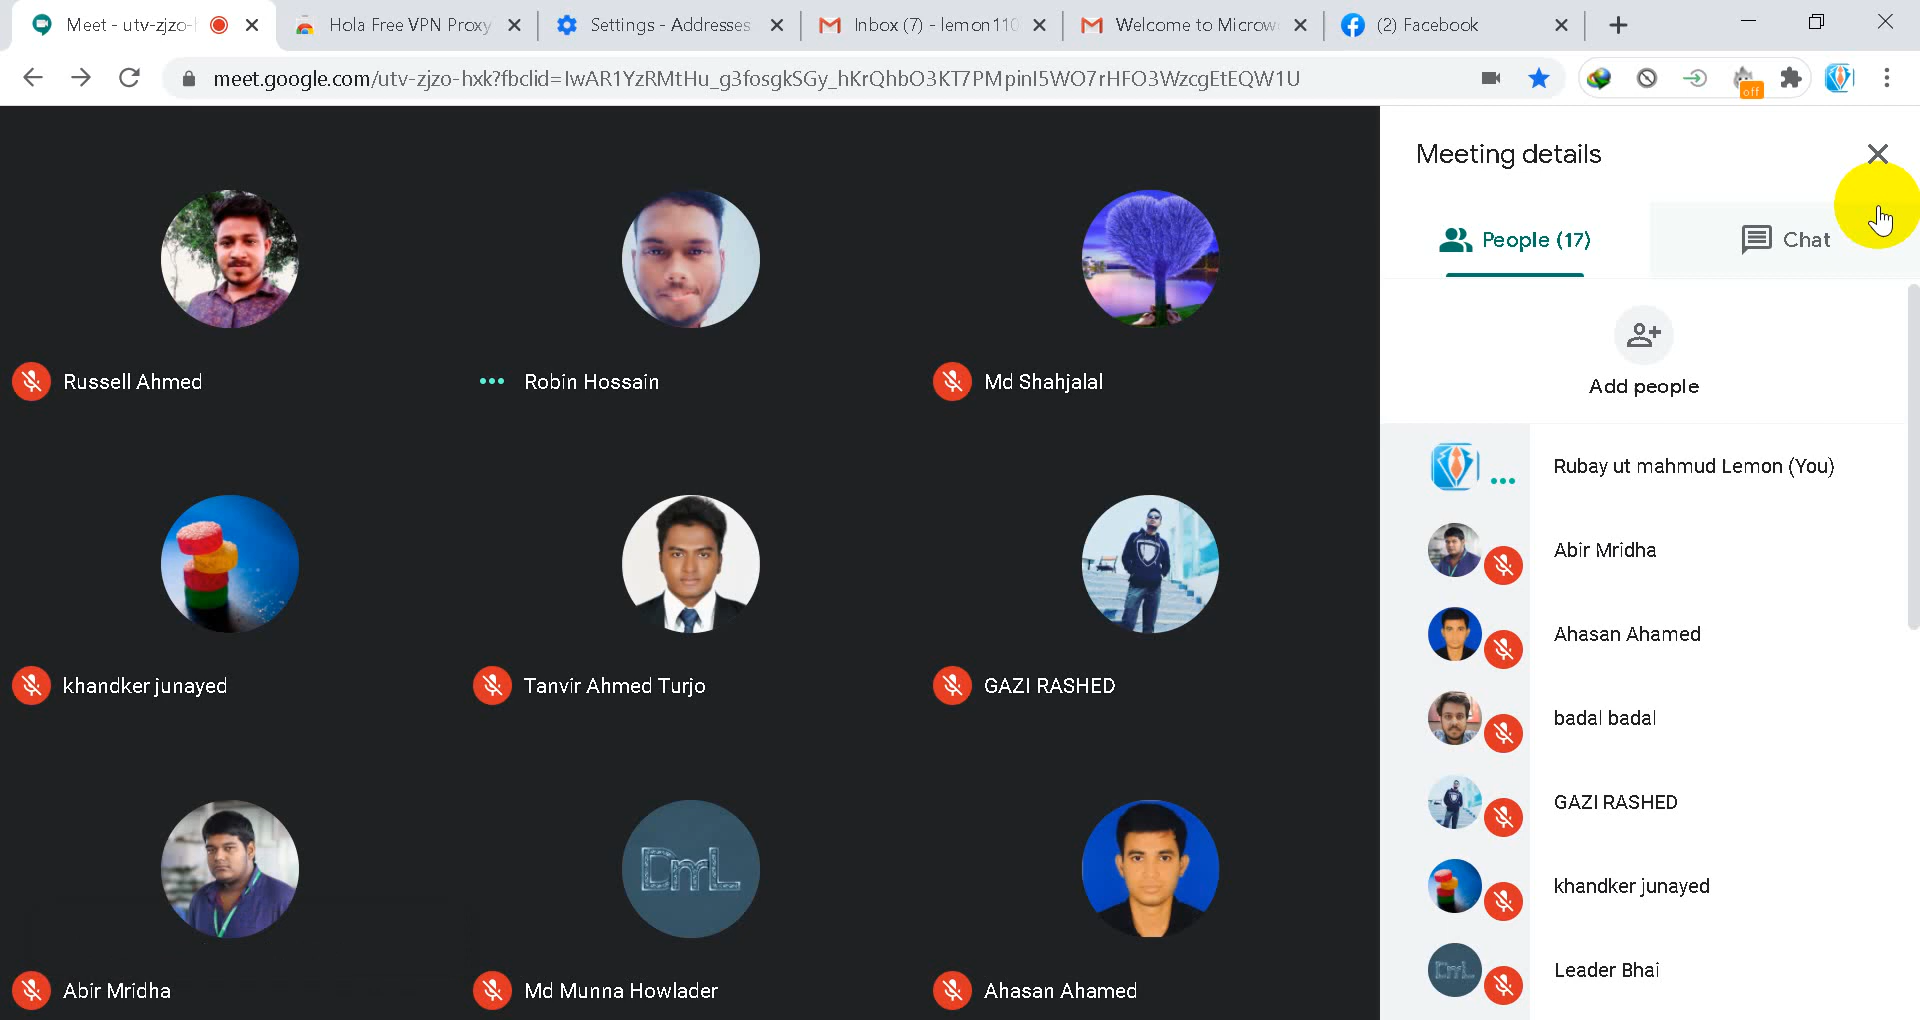 Meet - utv-zjzo-
Hola Free VPN Proxy
Settings - Addresses
Inbox (7) - lemon110
Welcome to Microw
(2) Facebook
meet.google.com/utv-zjzo-hxk?fbclid=IwAR1YzRMtHu_g3fosgkSGy_hKrQhbO3KT7PMpinI5WO7rHFO3WzcgEtEQW1U
off
Meeting details
People (17)
Chat
Add people
Russell Ahmed
Robin Hossain
Md Shahjalal
khandker junayed
Tanvir Ahmed Turjo
GAZI RASHED
DmL
Abir Mridha
Md Munna Howlader
Ahasan Ahamed
Rubay ut mahmud Lemon (You)
Abir Mridha
Ahasan Ahamed
badal badal
GAZI RASHED
khandker junayed
DmL
Leader Bhai